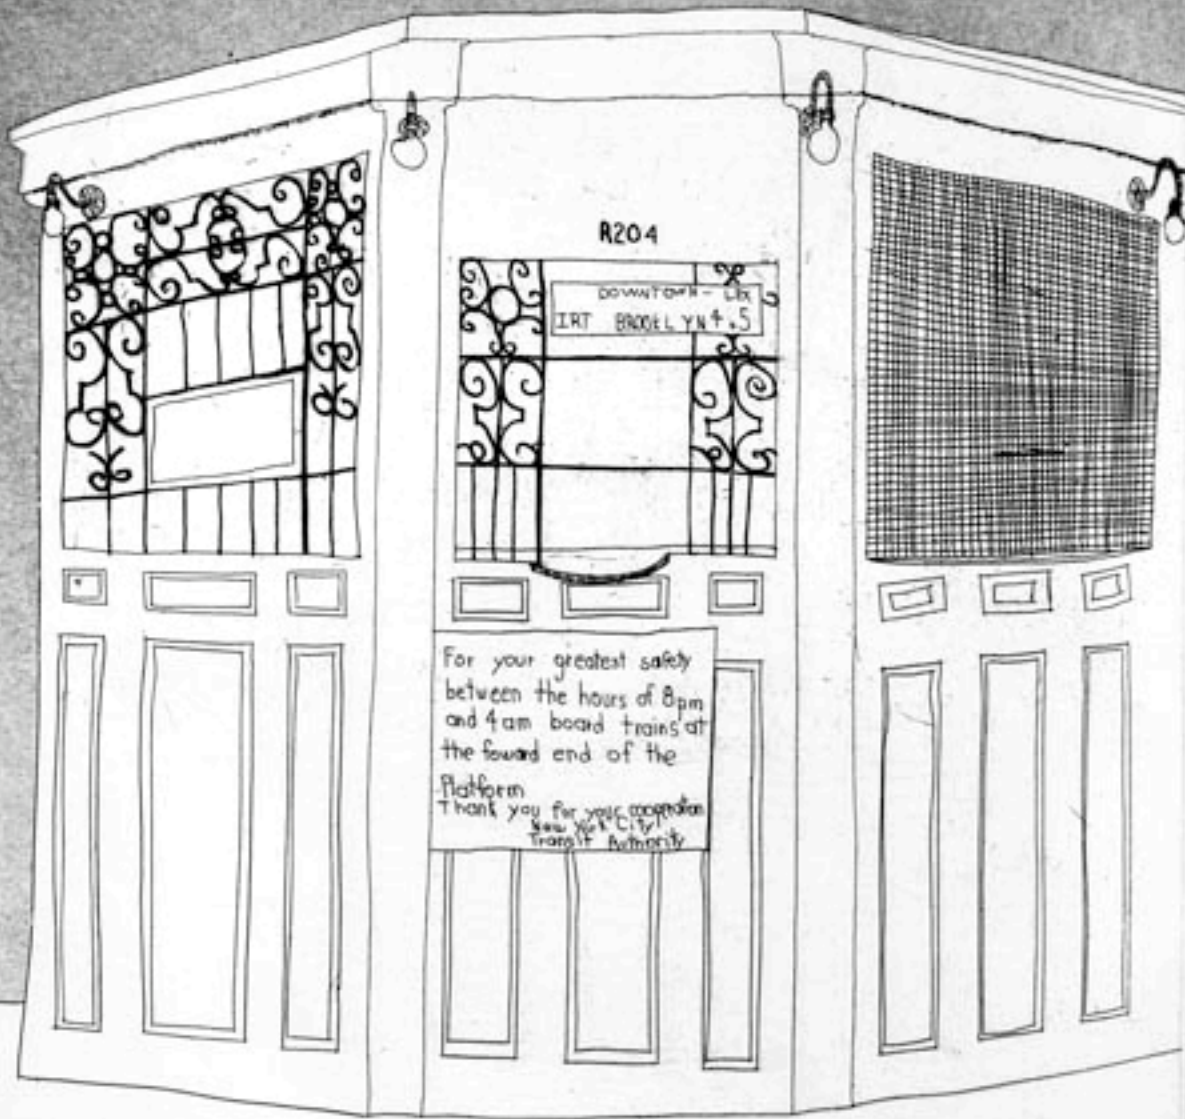 R204
DOWNTOWN - LEX
IRT BROOKLYN 4.5
For your greatest safety
between the hours of 8pm
and 4am board trains at
the foward end of the
Platform
Thank you for your cooperation
New York City
Transit Authority